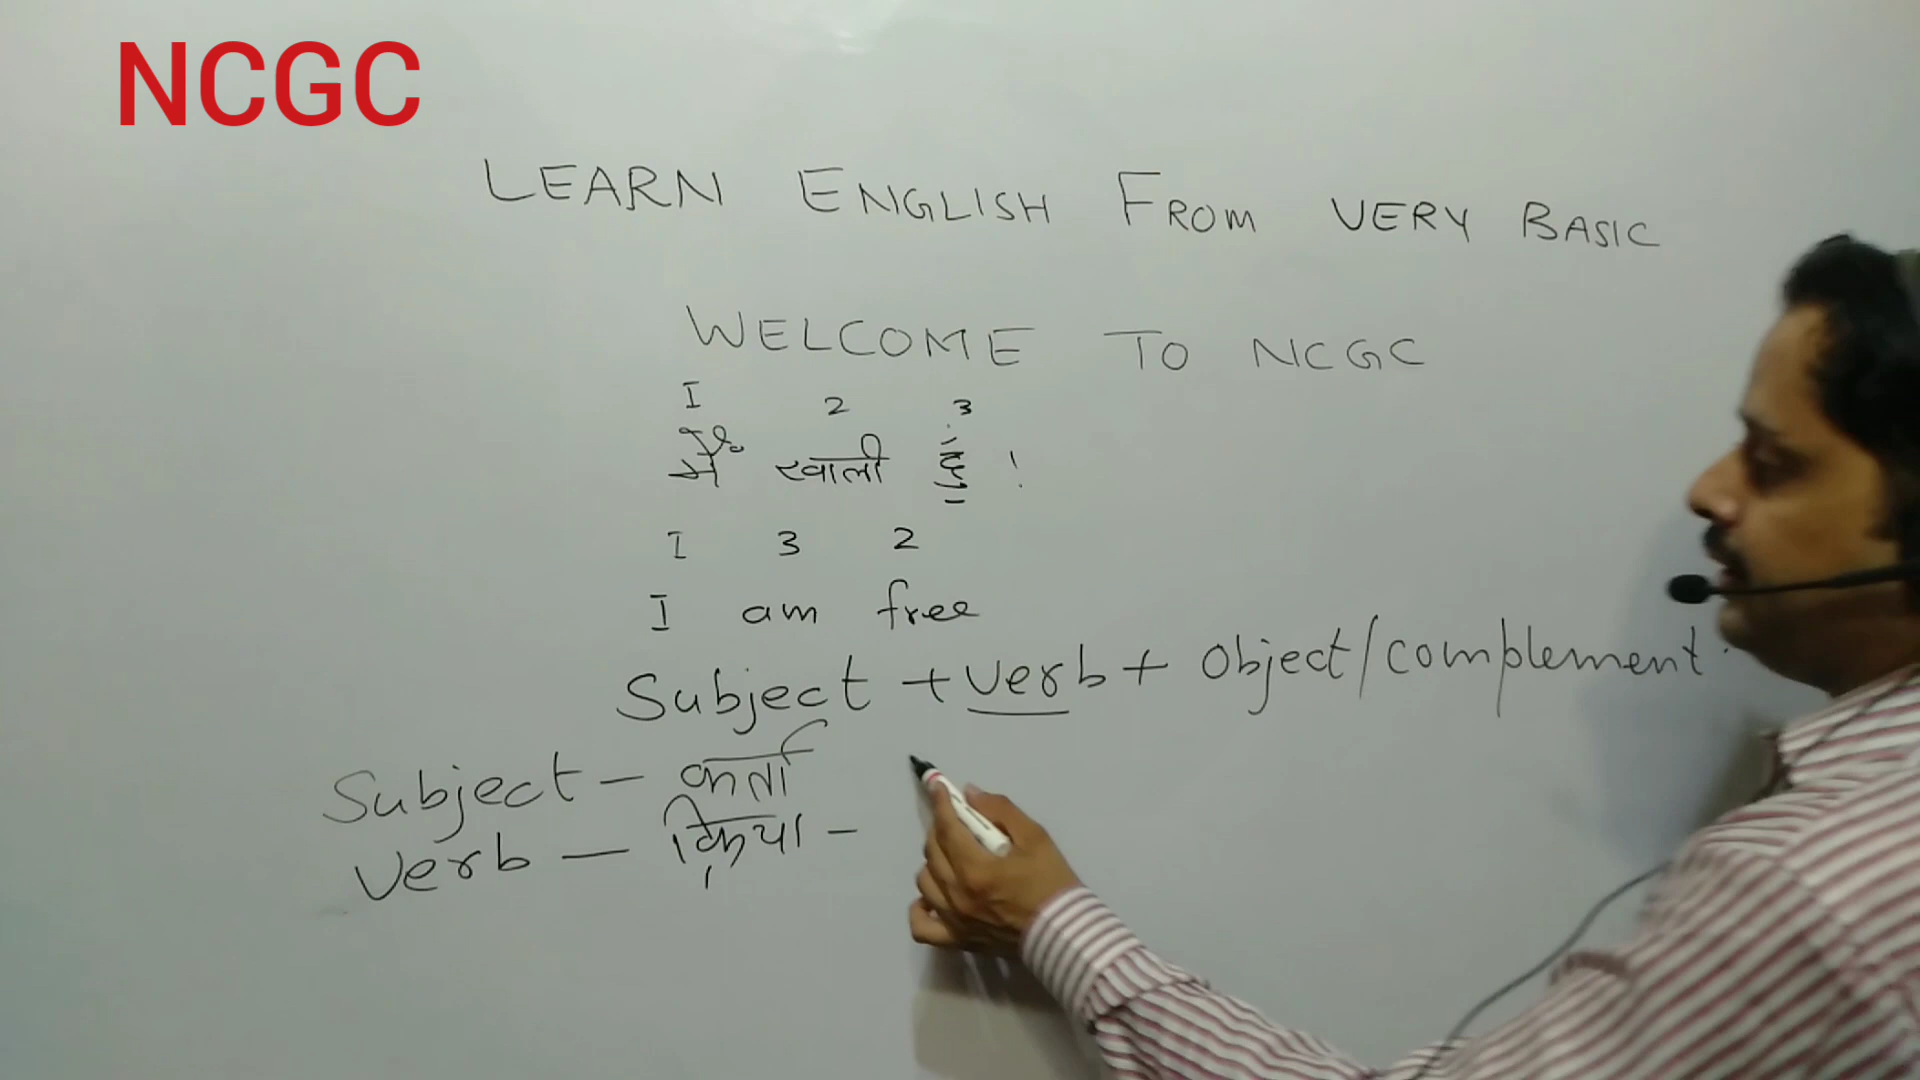 NCGC
LEARN ENGLISH FROM VERY BASIC
WELCOME TO NCGC
I 2 3
मैं खाली हूँ !
I 3 2
I am free
Subject + verb + object/complement.
Subject — कर्ता
Verb — क्रिया –